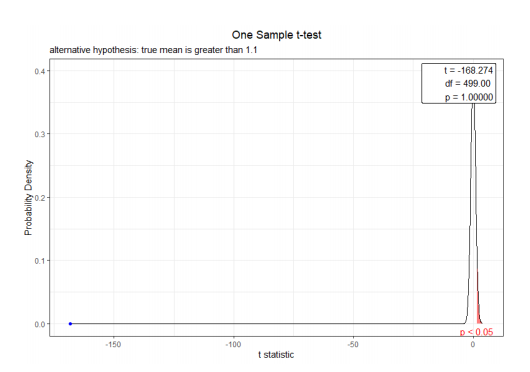 One Sample t-test
alternative hypothesis: true mean is greater than 1.1
t = -168.274
df = 499.00
p = 1.00000
Probability Density
0.4
0.3
0.2
0.1
0.0
-150
-100
-50
0
p < 0.05
t statistic